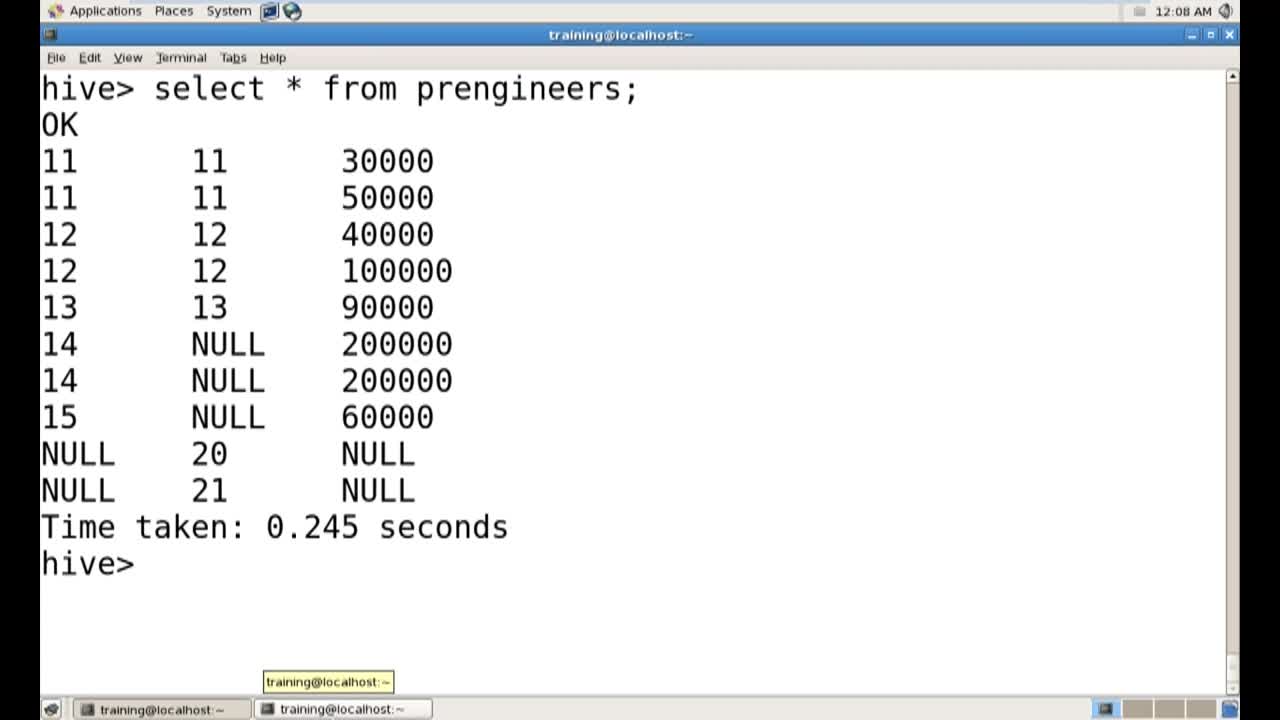 Applications Places System 12:08 AM
training@localhost:~
File Edit View Terminal Tabs Help
hive> select * from prengineers;
OK
11 11 30000
11 11 50000
12 12 40000
12 12 100000
13 13 90000
14 NULL 200000
14 NULL 200000
15 NULL 60000
NULL 20 NULL
NULL 21 NULL
Time taken: 0.245 seconds
hive>
training@localhost:~
training@localhost:~ training@localhost:~